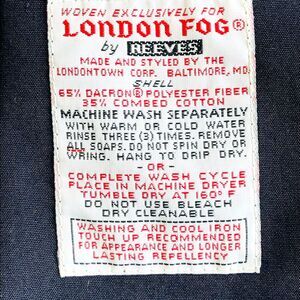 WOVEN EXCLUSIVELY FOR
LONDON FOG®
by REEVES
MADE AND STYLED BY THE
LONDONTOWN CORP. BALTIMORE, MD.
SHELL
65% DACRON® POLYESTER FIBER
35% COMBED COTTON
MACHINE WASH SEPARATELY
WITH WARM OR COLD WATER
RINSE THREE (3) TIMES. REMOVE
ALL SOAPS. DO NOT SPIN DRY OR
WRING. HANG TO DRIP DRY.
-OR-
COMPLETE WASH CYCLE
PLACE IN MACHINE DRYER
TUMBLE DRY AT 160° F
DO NOT USE BLEACH
DRY CLEANABLE
WASHING AND COOL IRON
TOUCH UP RECOMMENDED
FOR APPEARANCE AND LONGER
LASTING REPELLENCY